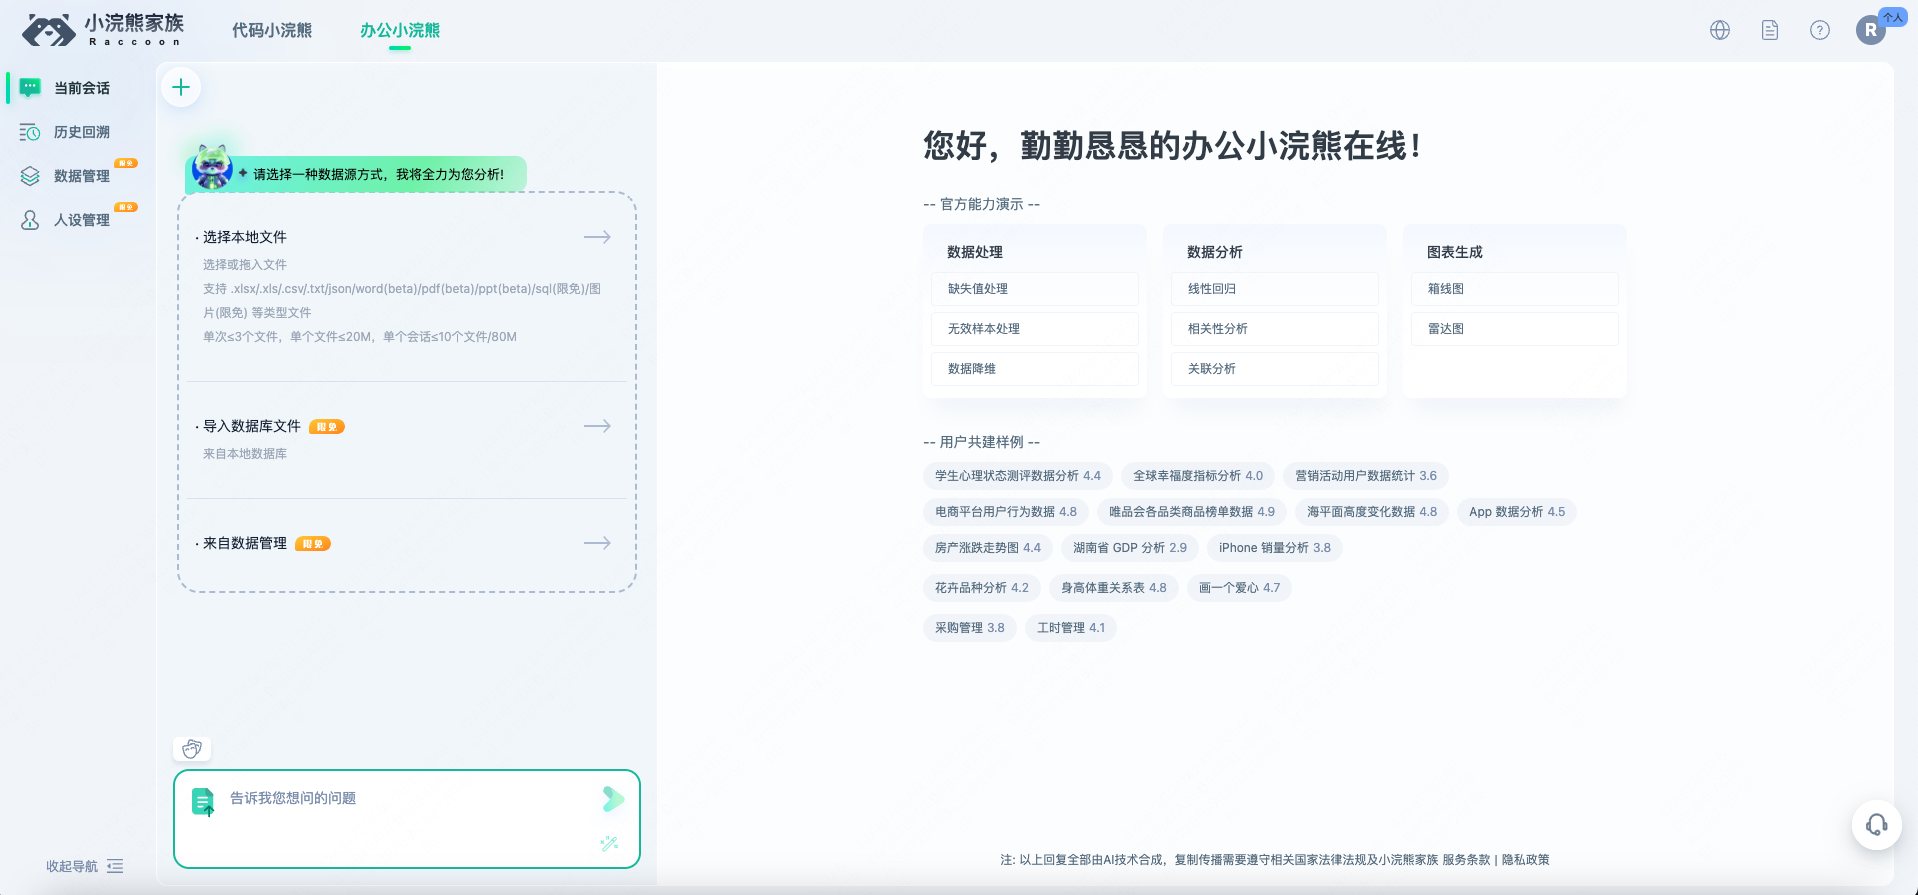 小浣熊家族
Raccoon
代码小浣熊
办公小浣熊
个人
R
当前会话
历史回溯
数据管理
限免
人设管理
限免
收起导航
请选择一种数据源方式，我将全力为您分析!
· 选择本地文件
选择或拖入文件
支持 .xlsx/.xls/.csv/.txt/json/word(beta)/pdf(beta)/ppt(beta)/sql(限免)/图
片(限免) 等类型文件
单次≤3个文件，单个文件≤20M，单个会话≤10个文件/80M
· 导入数据库文件 限免
来自本地数据库
· 来自数据管理 限免
告诉我您想问的问题
您好，勤勤恳恳的办公小浣熊在线！
-- 官方能力演示 --
数据处理
缺失值处理
无效样本处理
数据降维
数据分析
线性回归
相关性分析
关联分析
图表生成
箱线图
雷达图
-- 用户共建样例 --
学生心理状态测评数据分析 4.4 全球幸福度指标分析 4.0 营销活动用户数据统计 3.6
电商平台用户行为数据 4.8 唯品会各品类商品榜单数据 4.9 海平面高度变化数据 4.8 App 数据分析 4.5
房产涨跌走势图 4.4 湖南省 GDP 分析 2.9 iPhone 销量分析 3.8
花卉品种分析 4.2 身高体重关系表 4.8 画一个爱心 4.7
采购管理 3.8 工时管理 4.1
注: 以上回复全部由AI技术合成，复制传播需要遵守相关国家法律法规及小浣熊家族 服务条款 | 隐私政策